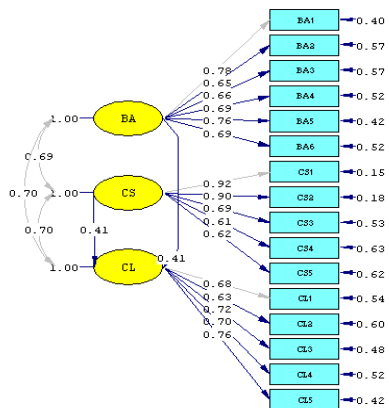 BA1 0.40
BA2 0.57
BA3 0.57
BA4 0.52
BA5 0.42
BA6 0.52
CS1 0.15
CS2 0.18
CS3 0.53
CS4 0.63
CS5 0.62
CL1 0.54
CL2 0.60
CL3 0.48
CL4 0.52
CL5 0.42
0.78
0.65
0.66
0.69
0.76
0.69
1.00 BA
0.69
0.92
0.90
0.69
0.61
0.62
0.70 1.00 CS
0.70 0.41
0.41
1.00 CL
0.68
0.63
0.72
0.70
0.76